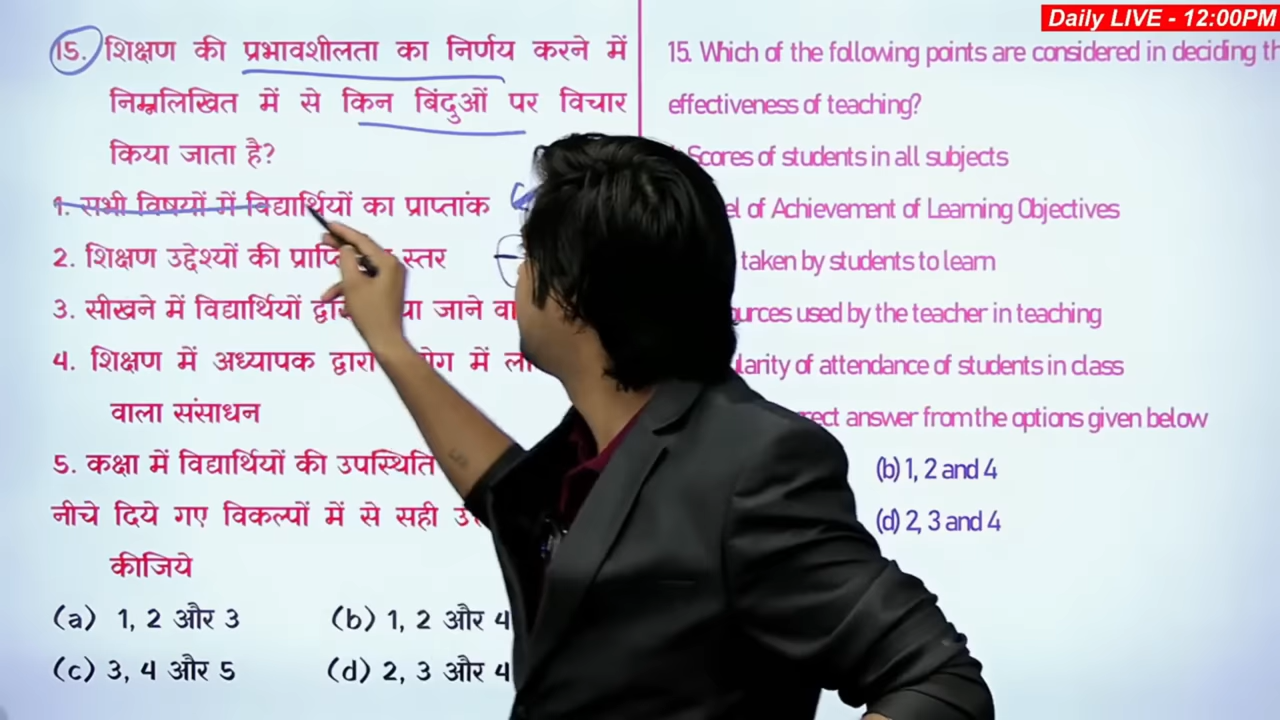 Daily LIVE - 12:00PM
15. शिक्षण की प्रभावशीलता का निर्णय करने में
निम्नलिखित में से किन बिंदुओं पर विचार
किया जाता है?
1. सभी विषयों में विद्यार्थियों का प्राप्तांक
2. शिक्षण उद्देश्यों की स्तर
3. सीखने में विद्यार्थियों जाने
4. शिक्षण में अध्यापक द्वारा में
वाला संसाधन
5. कक्षा में विद्यार्थियों की उपस्थिति
नीचे दिये गए विकल्पों में से सही
कीजिये
(a) 1, 2 और 3 (b) 1, 2 और 4
(c) 3, 4 और 5 (d) 2, 3 और 4
15. Which of the following points are considered in deciding
effectiveness of teaching?
Scores of students in all subjects
of Achievement of Learning Objectives
taken by students to learn
used by the teacher in teaching
of attendance of students in class
answer from the options given below
(b) 1, 2 and 4
(d) 2, 3 and 4